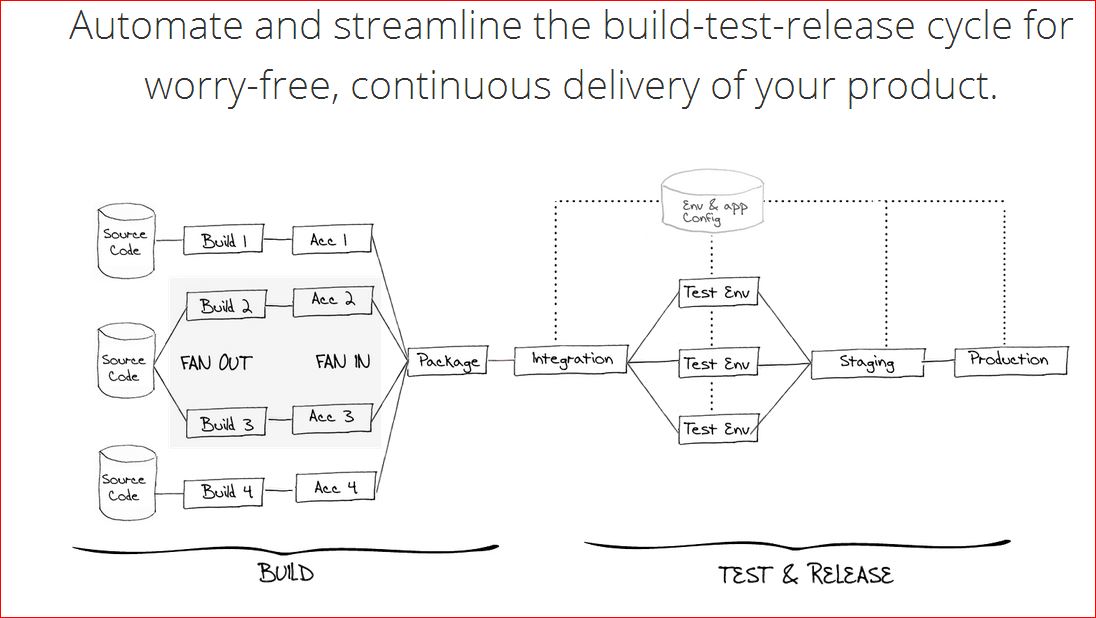 Automate and streamline the build-test-release cycle for
worry-free, continuous delivery of your product.
Source
Code
Build 1
Acc 1
Source
Code
Build 2
Acc 2
FAN OUT
FAN IN
Build 3
Acc 3
Source
Code
Build 4
Acc 4
Package
Integration
Env & app
Config
Test Env
Test Env
Test Env
Staging
Production
BUILD
TEST & RELEASE